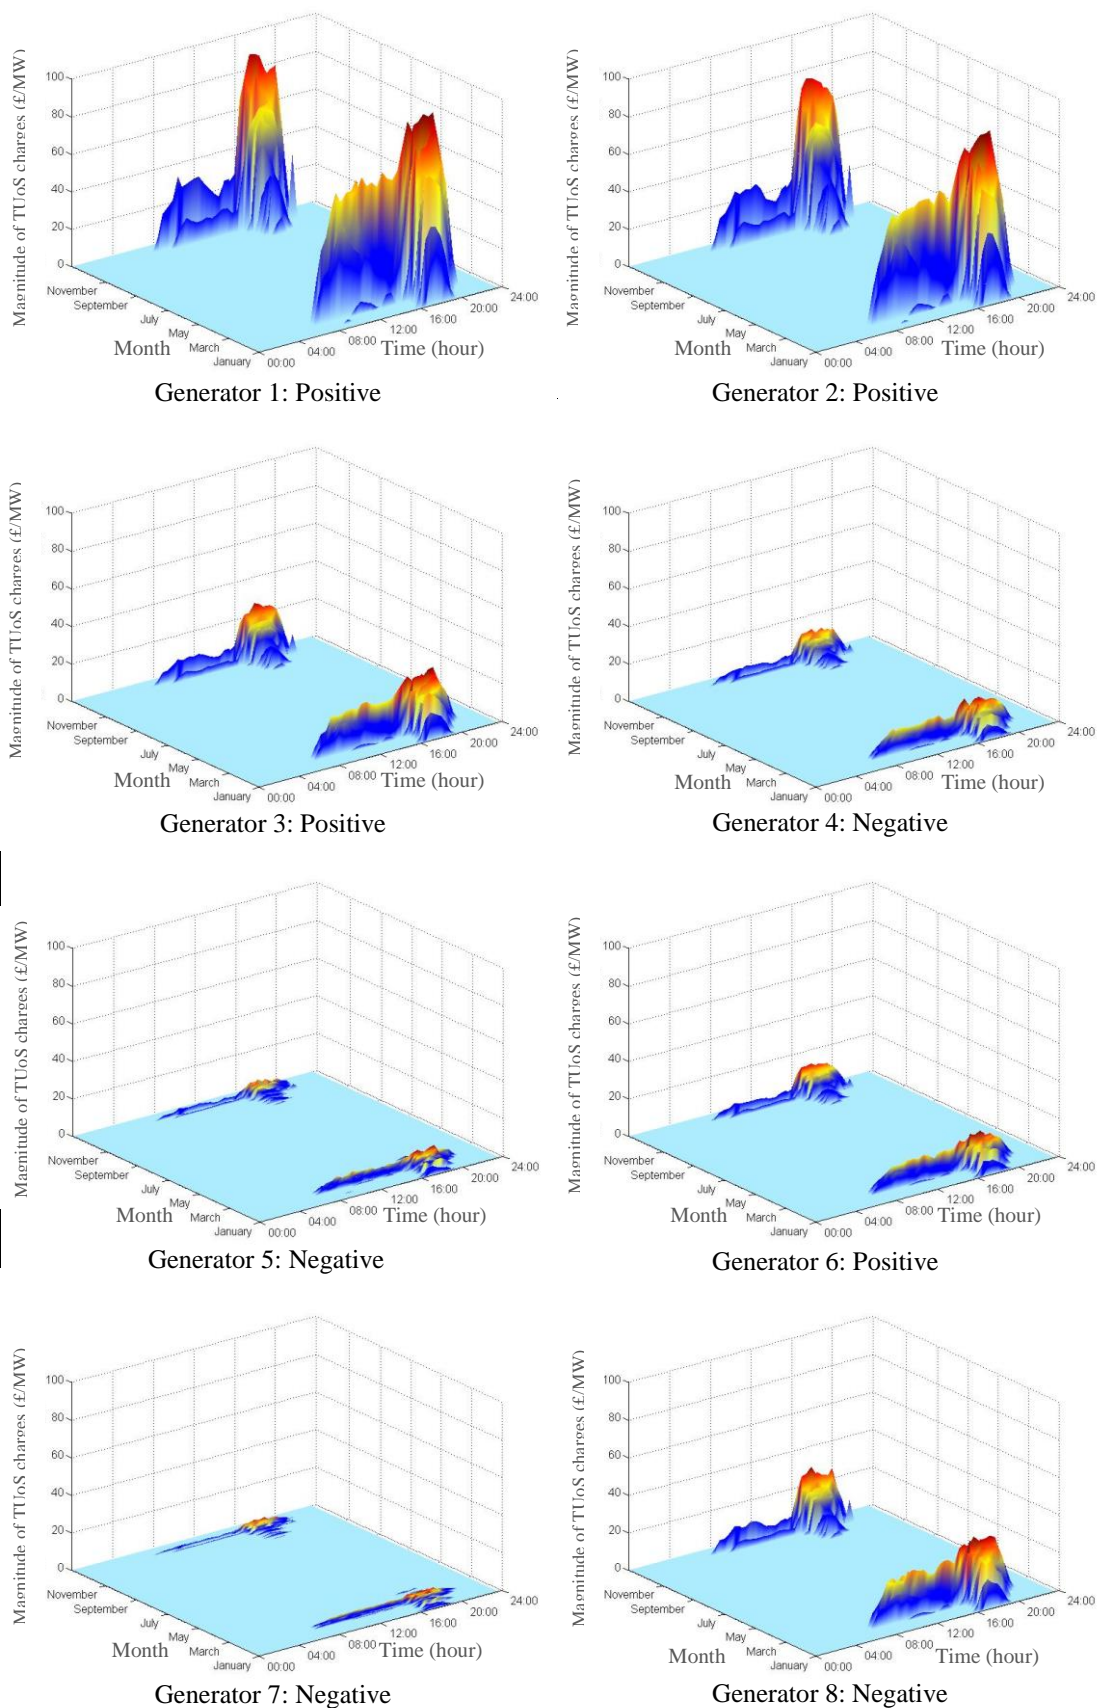 Magnitude of TUoS charges (£/MW)
100
80
60
40
20
0
November
September
July
May
March
January
Month
00:00
04:00
08:00
12:00
16:00
20:00
24:00
Time (hour)
Generator 1: Positive
Magnitude of TUoS charges (£/MW)
100
80
60
40
20
0
November
September
July
May
March
January
Month
00:00
04:00
08:00
12:00
16:00
20:00
24:00
Time (hour)
Generator 2: Positive
Magnitude of TUoS charges (£/MW)
100
80
60
40
20
0
November
September
July
May
March
January
Month
00:00
04:00
08:00
12:00
16:00
20:00
24:00
Time (hour)
Generator 3: Positive
Magnitude of TUoS charges (£/MW)
100
80
60
40
20
0
November
September
July
May
March
January
Month
00:00
04:00
08:00
12:00
16:00
20:00
24:00
Time (hour)
Generator 4: Negative
Magnitude of TUoS charges (£/MW)
100
80
60
40
20
0
November
September
July
May
March
January
Month
00:00
04:00
08:00
12:00
16:00
20:00
24:00
Time (hour)
Generator 5: Negative
Magnitude of TUoS charges (£/MW)
100
80
60
40
20
0
November
September
July
May
March
January
Month
00:00
04:00
08:00
12:00
16:00
20:00
24:00
Time (hour)
Generator 6: Positive
Magnitude of TUoS charges (£/MW)
100
80
60
40
20
0
November
September
July
May
March
January
Month
00:00
04:00
08:00
12:00
16:00
20:00
24:00
Time (hour)
Generator 7: Negative
Magnitude of TUoS charges (£/MW)
100
80
60
40
20
0
November
September
July
May
March
January
Month
00:00
04:00
08:00
12:00
16:00
20:00
24:00
Time (hour)
Generator 8: Negative